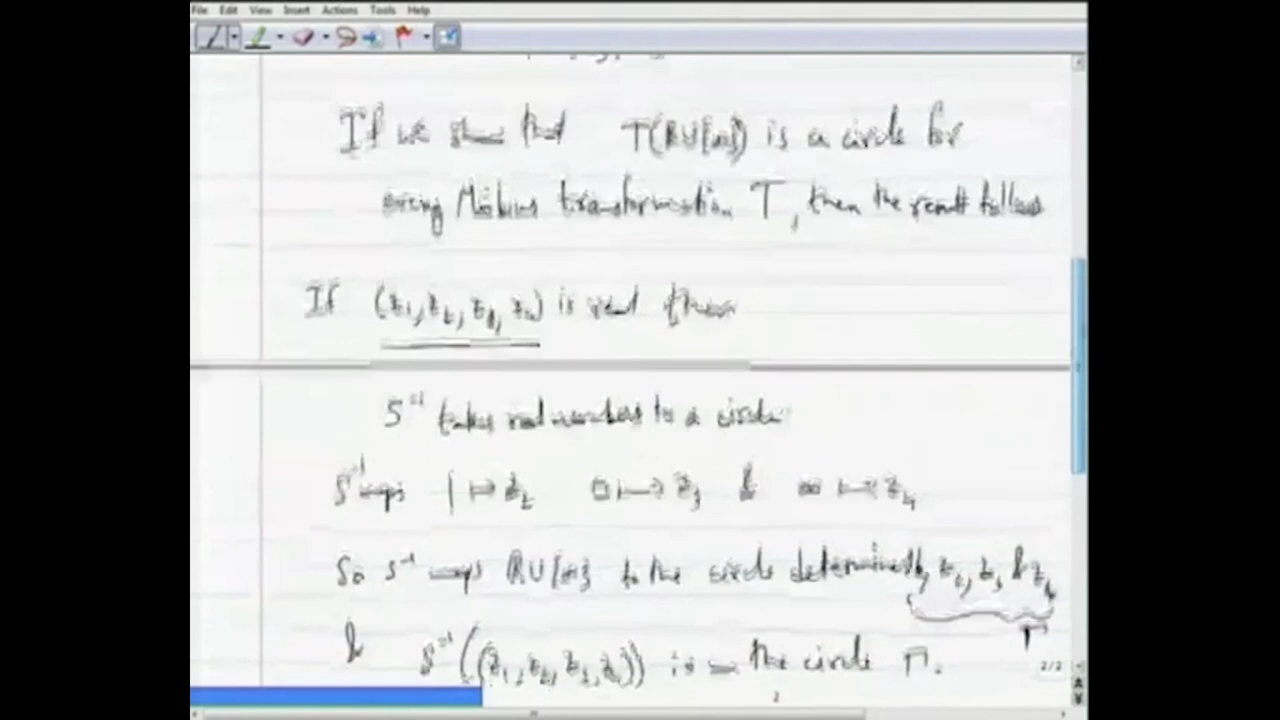 File Edit View Insert Actions Tools Help
If we show that T(ℝ∪{∞}) is a circle for
every Möbius transformation T, then the result follows
If (z₁, z₂, z₃, z₄) is real then
S⁻¹ takes real numbers to a circle
S⁻¹ maps 1 ↦ z₂ 0 ↦ z₃ & ∞ ↦ z₄
So S⁻¹ maps ℝ∪{∞} to the circle determined by z₂, z₃ & z₄
Γ
& S⁻¹((z₁, z₂, z₃, z₄)) is on the circle Γ.
2/2
2